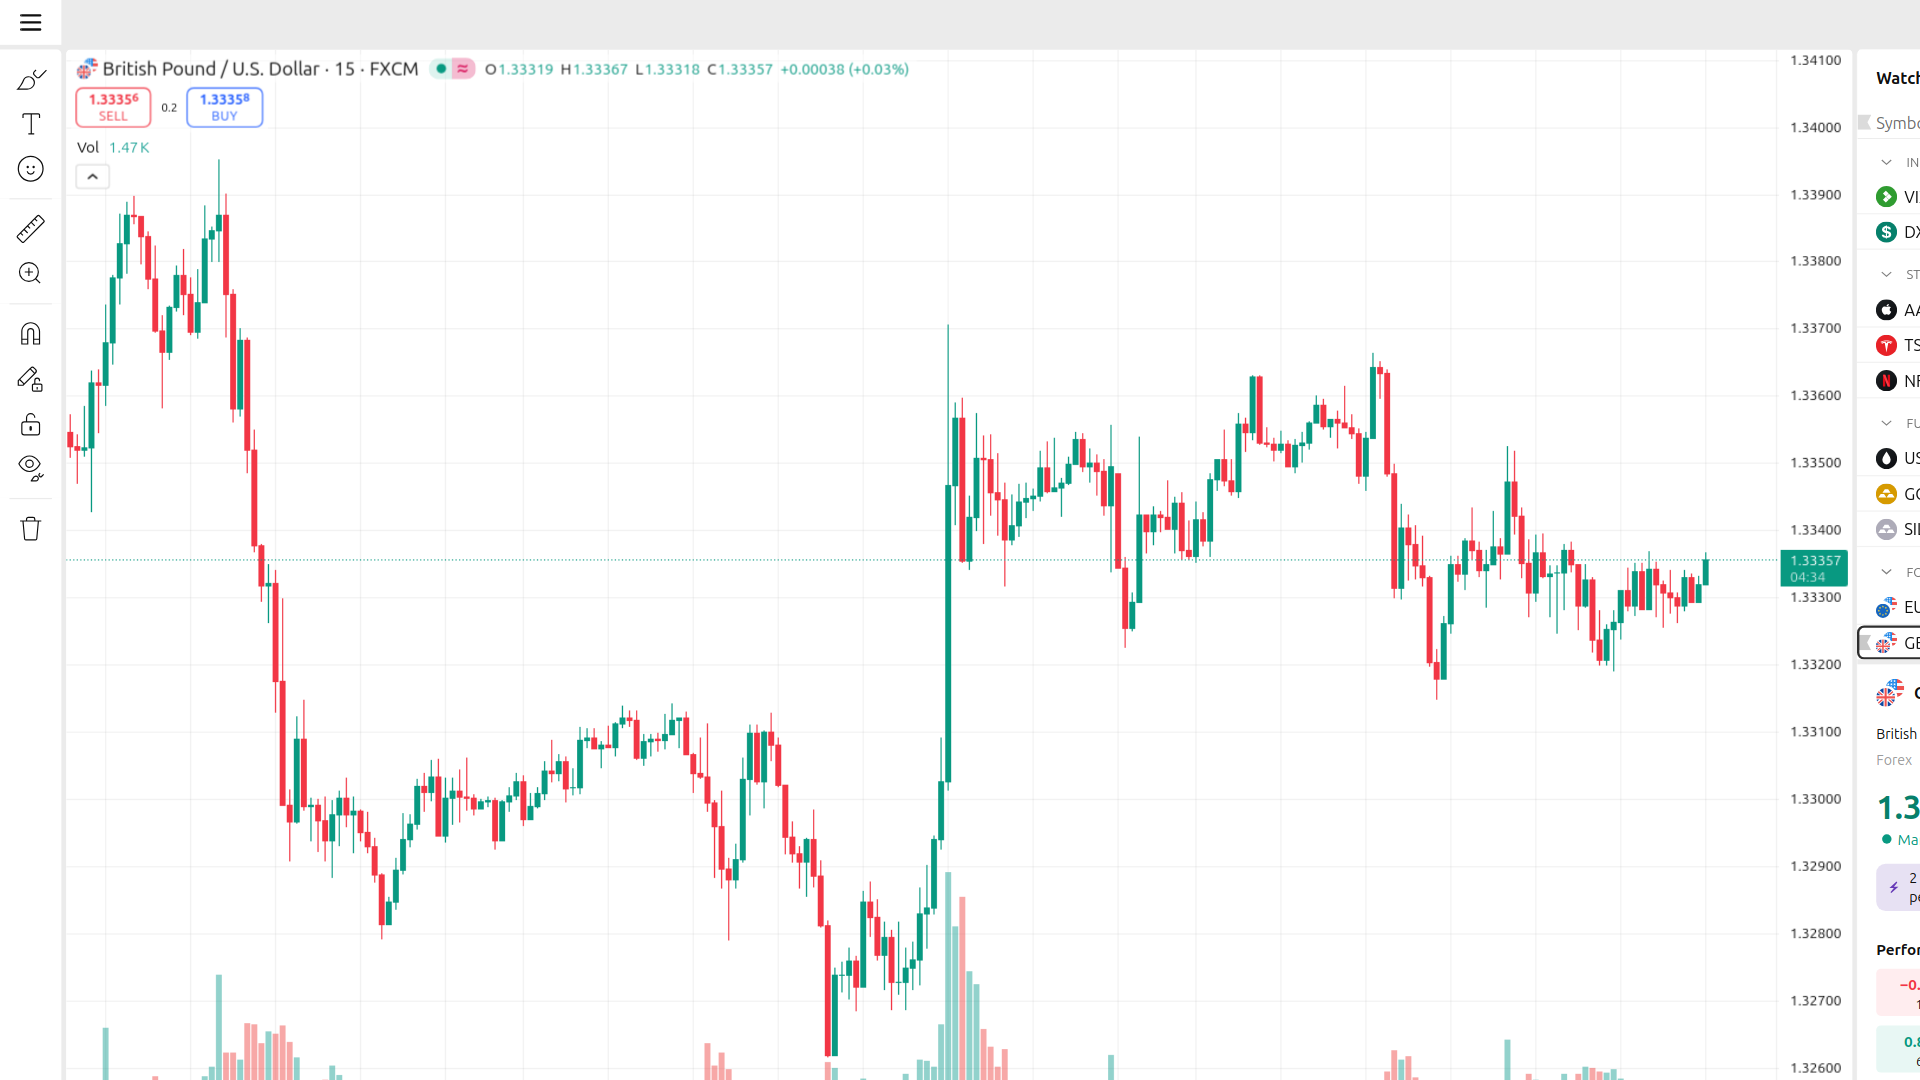 British Pound / U.S. Dollar · 15 · FXCM O1.33319 H1.33367 L1.33318 C1.33357 +0.00038 (+0.03%)
1.33356
SELL
0.2
1.33358
BUY
Vol 1.47 K
1.34100
1.34000
1.33900
1.33800
1.33700
1.33600
1.33500
1.33400
1.33357
04:34
1.33300
1.33200
1.33100
1.33000
1.32900
1.32800
1.32700
1.32600
Watch
Symbo
IN
VI
DX
ST
AA
TS
NF
FU
US
GO
SIL
FO
EU
GB
British
Forex
1.3
Ma
2
pe
Perfor
−0.
1
0.8
6